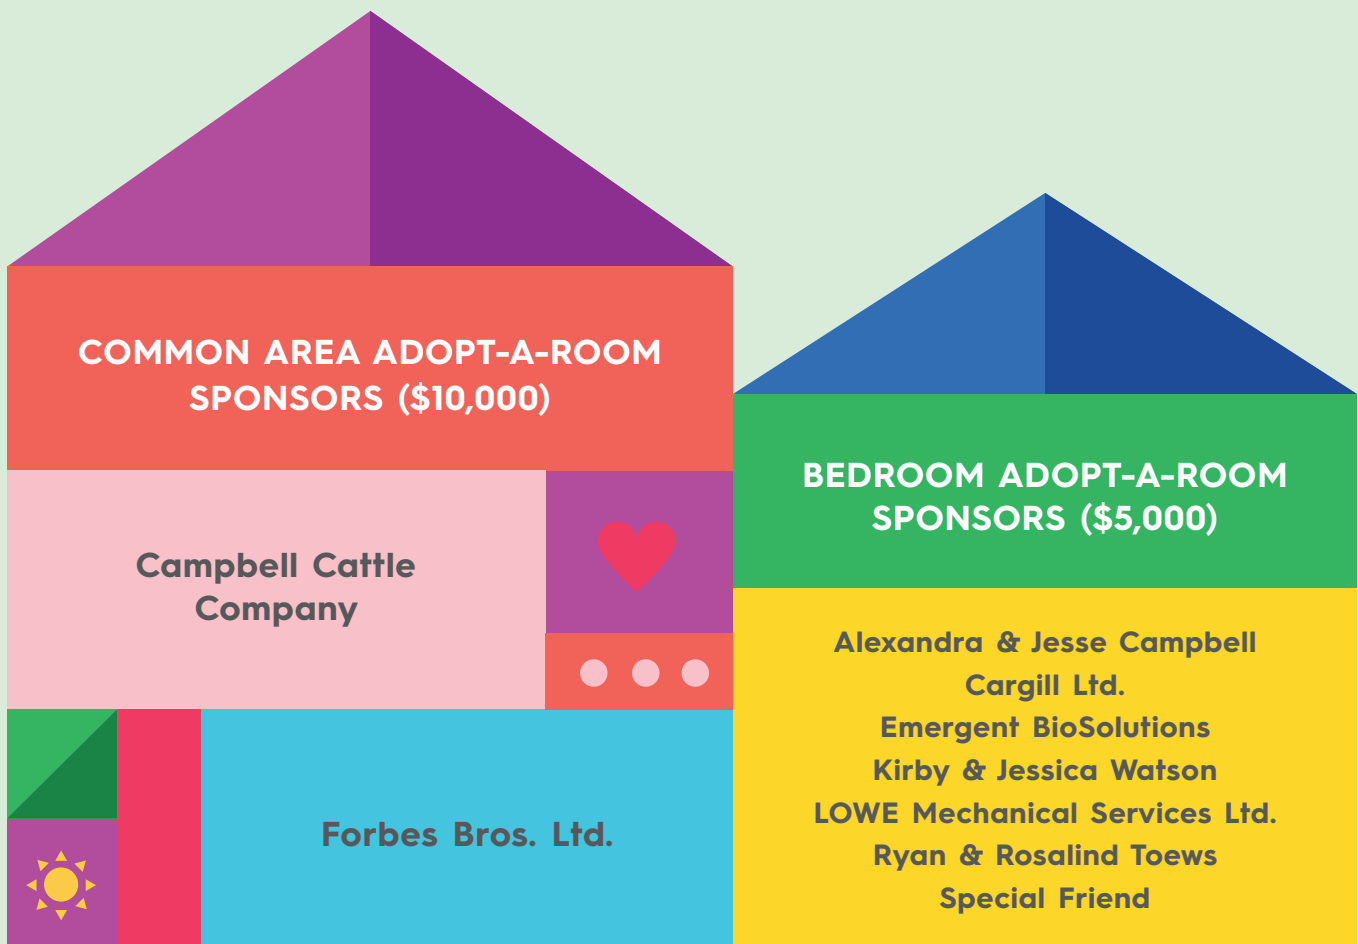 COMMON AREA ADOPT-A-ROOM
SPONSORS ($10,000)
Campbell Cattle
Company
Forbes Bros. Ltd.
BEDROOM ADOPT-A-ROOM
SPONSORS ($5,000)
Alexandra & Jesse Campbell
Cargill Ltd.
Emergent BioSolutions
Kirby & Jessica Watson
LOWE Mechanical Services Ltd.
Ryan & Rosalind Toews
Special Friend